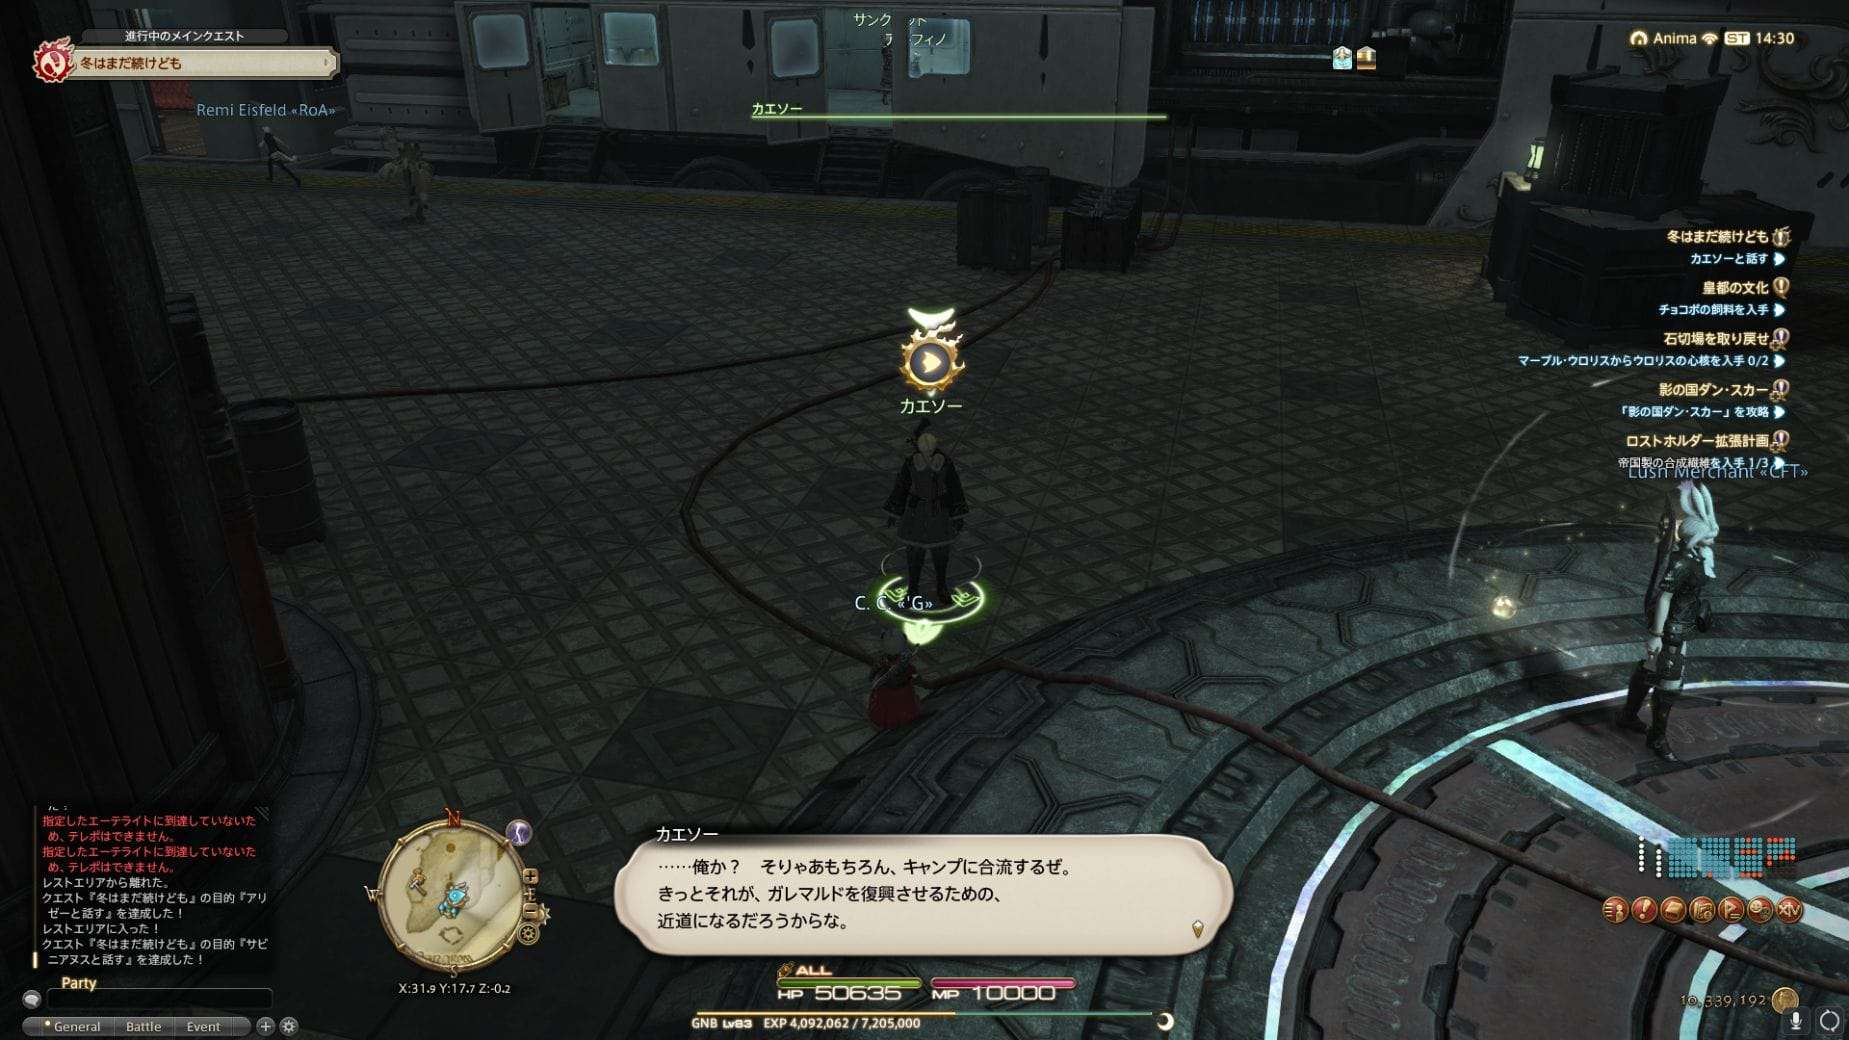 進行中のメインクエスト
冬はまだ続けども
Remi Eisfeld «RoA»
サンク
フィノ
カエソー
Anima ST 14:30
冬はまだ続けども
カエソーと話す
皇都の文化
チョコボの飼料を入手
石切場を取り戻せ
マーブル・ウロリスからウロリスの心核を入手 0/2
影の国ダン・スカー
「影の国ダン・スカー」を攻略
ロストホルダー拡張計画
帝国製の合成繊維を入手 1/3
Lush Merchant «CFT»
カエソー
C. C. «'G»
指定したエーテライトに到達していないた
め、テレポはできません。
指定したエーテライトに到達していないた
め、テレポはできません。
レストエリアから離れた。
クエスト『冬はまだ続けども』の目的『アリ
ゼーと話す』を達成した！
レストエリアに入った！
クエスト『冬はまだ続けども』の目的『サビ
ニアヌスと話す』を達成した！
Party
General Battle Event
N
W
E
S
X:31.9 Y:17.7 Z:-0.2
カエソー
……俺か？　そりゃあもちろん、キャンプに合流するぜ。
きっとそれが、ガレマルドを復興させるための、
近道になるだろうからな。
ALL
HP 50635 MP 10000
GNB Lv83 EXP 4,092,062 / 7,205,000
XIV
10,339,192